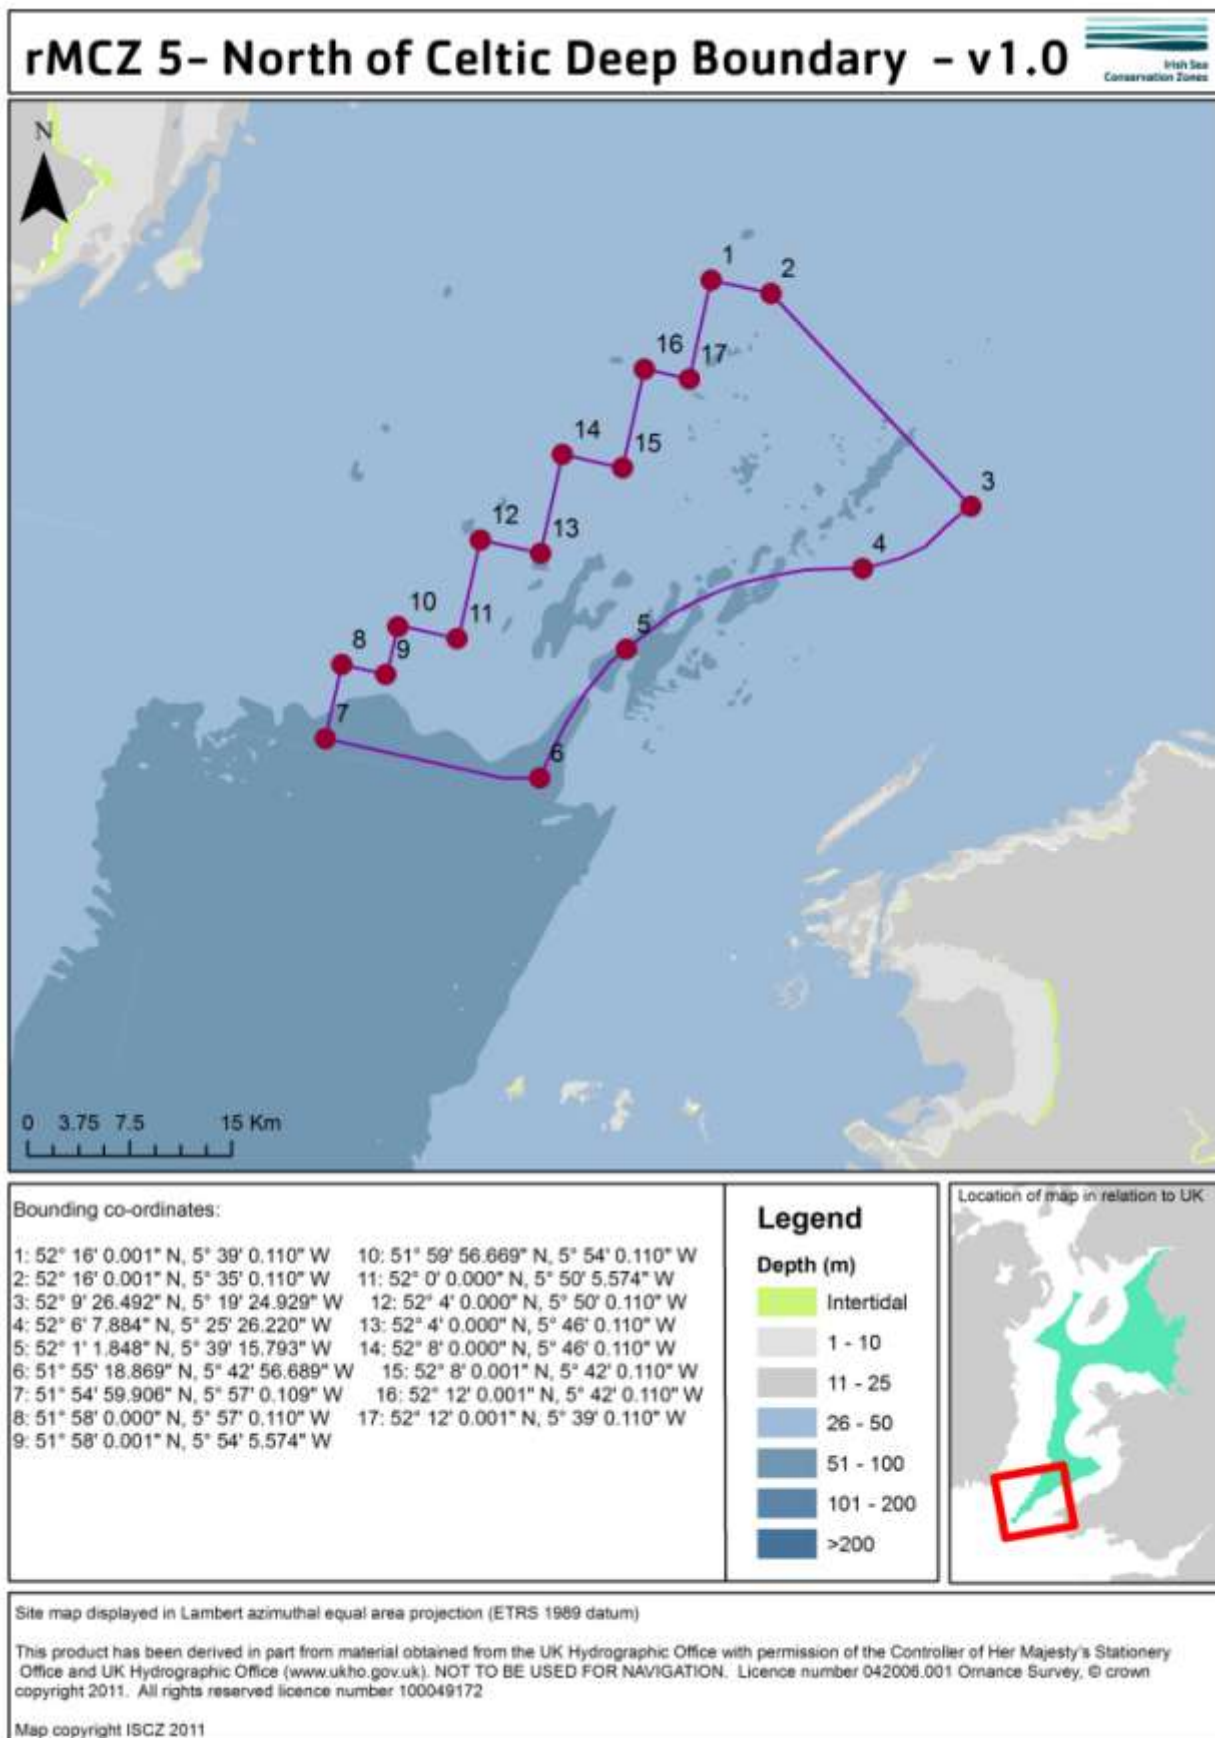 rMCZ 5- North of Celtic Deep Boundary - v1.0
Irish Sea
Conservation Zones
N
1
2
16
17
14
15
3
12
13
4
10
11
5
8
9
7
6
0 3.75 7.5 15 Km
Bounding co-ordinates:
1: 52° 16' 0.001" N, 5° 39' 0.110" W 10: 51° 59' 56.669" N, 5° 54' 0.110" W
2: 52° 16' 0.001" N, 5° 35' 0.110" W 11: 52° 0' 0.000" N, 5° 50' 5.574" W
3: 52° 9' 26.492" N, 5° 19' 24.929" W 12: 52° 4' 0.000" N, 5° 50' 0.110" W
4: 52° 6' 7.884" N, 5° 25' 26.220" W 13: 52° 4' 0.000" N, 5° 46' 0.110" W
5: 52° 1' 1.848" N, 5° 39' 15.793" W 14: 52° 8' 0.000" N, 5° 46' 0.110" W
6: 51° 55' 18.869" N, 5° 42' 56.689" W 15: 52° 8' 0.001" N, 5° 42' 0.110" W
7: 51° 54' 59.906" N, 5° 57' 0.109" W 16: 52° 12' 0.001" N, 5° 42' 0.110" W
8: 51° 58' 0.000" N, 5° 57' 0.110" W 17: 52° 12' 0.001" N, 5° 39' 0.110" W
9: 51° 58' 0.001" N, 5° 54' 5.574" W
Legend
Depth (m)
Intertidal
1 - 10
11 - 25
26 - 50
51 - 100
101 - 200
>200
Location of map in relation to UK
Site map displayed in Lambert azimuthal equal area projection (ETRS 1989 datum)
This product has been derived in part from material obtained from the UK Hydrographic Office with permission of the Controller of Her Majesty's Stationery
Office and UK Hydrographic Office (www.ukho.gov.uk). NOT TO BE USED FOR NAVIGATION. Licence number 042006.001 Ornance Survey, © crown
copyright 2011. All rights reserved licence number 100049172
Map copyright ISCZ 2011